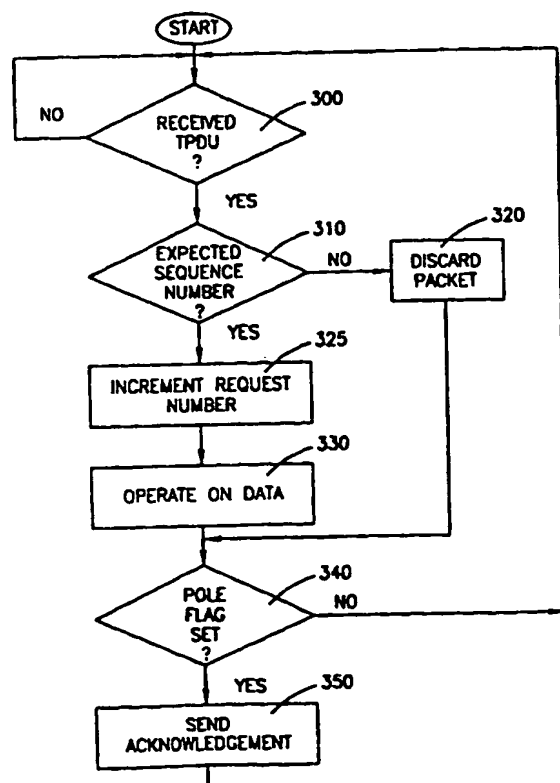 START
300
NO
RECEIVED
TPDU
?
YES
310
320
EXPECTED
SEQUENCE
NUMBER
?
NO
DISCARD
PACKET
YES
325
INCREMENT REQUEST
NUMBER
330
OPERATE ON DATA
340
POLE
FLAG
SET
?
NO
YES
350
SEND
ACKNOWLEDGEMENT